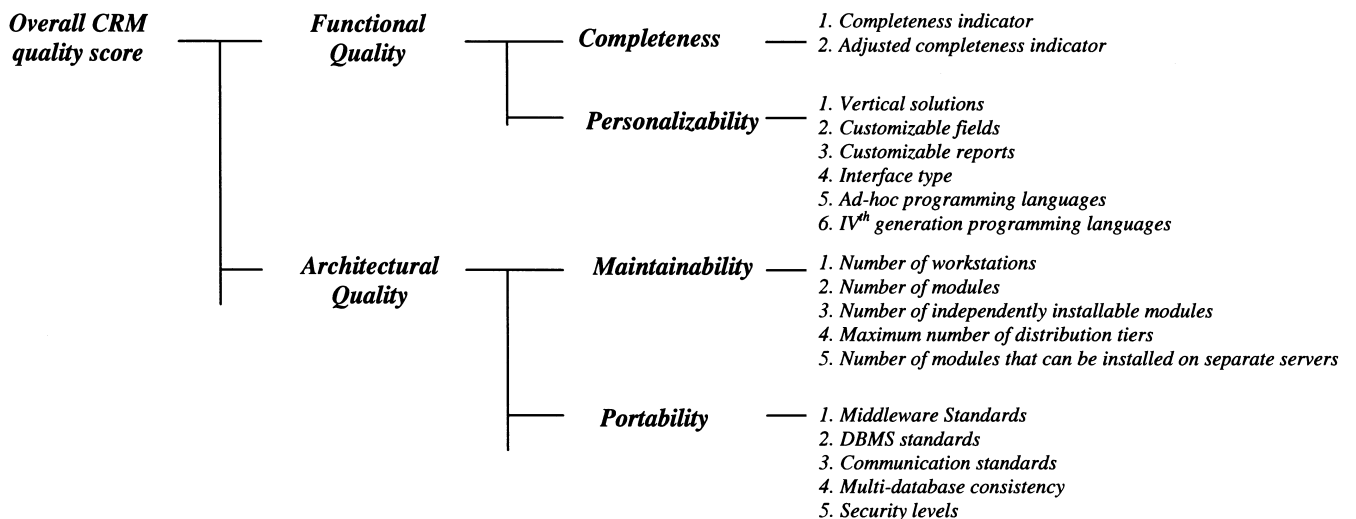 Overall CRM
quality score
Functional
Quality
Completeness
1. Completeness indicator
2. Adjusted completeness indicator
Personalizability
1. Vertical solutions
2. Customizable fields
3. Customizable reports
4. Interface type
5. Ad-hoc programming languages
6. IVth generation programming languages
Architectural
Quality
Maintainability
1. Number of workstations
2. Number of modules
3. Number of independently installable modules
4. Maximum number of distribution tiers
5. Number of modules that can be installed on separate servers
Portability
1. Middleware Standards
2. DBMS standards
3. Communication standards
4. Multi-database consistency
5. Security levels